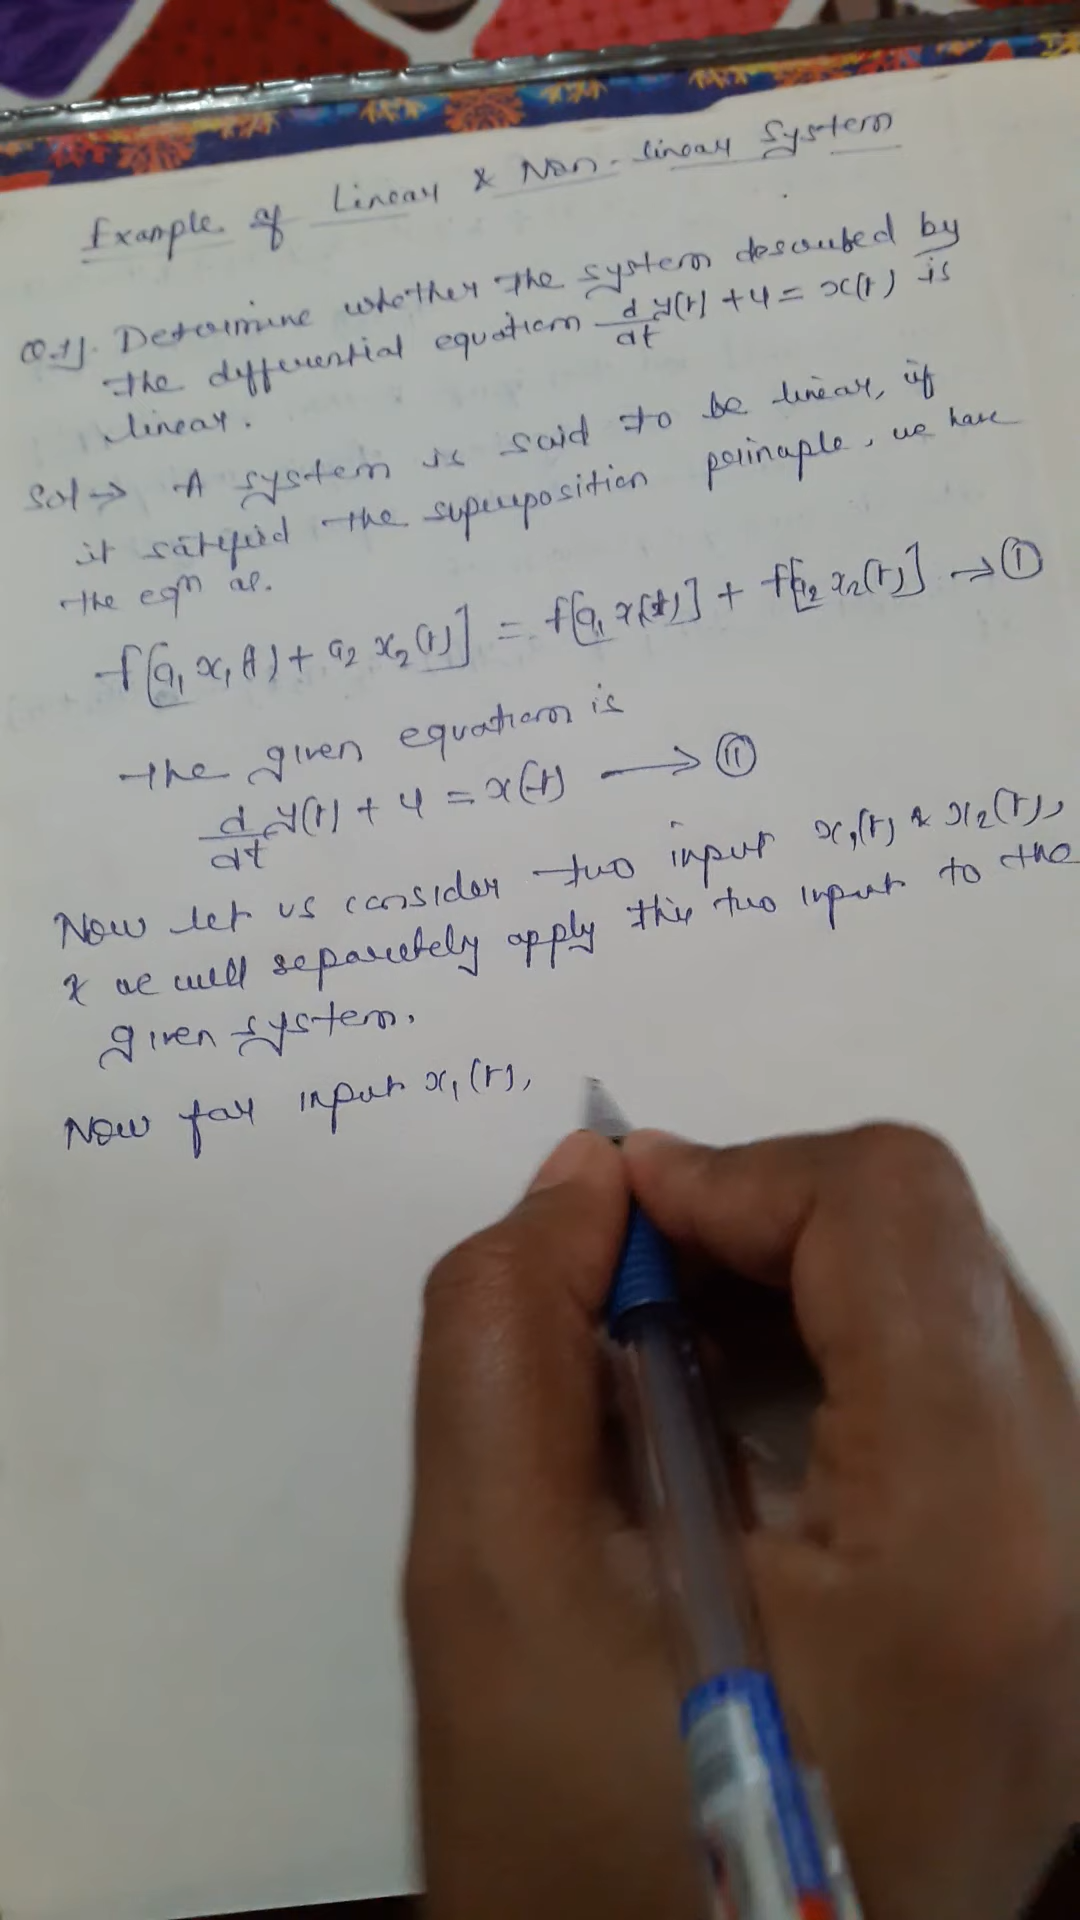 Example of Linear & Non-linear System
Q.1]. Determine whether the system described by
the differential equation d/dt y(t) + 4 = x(t) is
linear.
Sol → A system is said to be linear, if
it satisfied the superposition principle, we have
the eqn as.
f[a1 x1(t) + a2 x2(t)] = f[a1 x1(t)] + f[a2 x2(t)] → (I)
the given equation is
d/dt y(t) + 4 = x(t) → (II)
Now let us consider two input x1(t) & x2(t),
& we will separately apply this two input to the
given system.
Now for input x1(t),